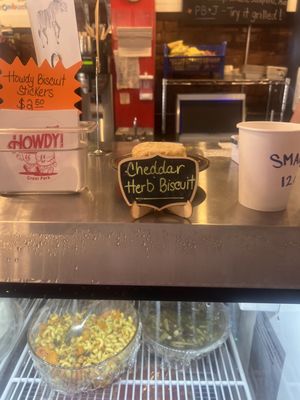 PB+J - Try it grilled!
Howdy Biscuit
Stickers
$3.50
HOWDY!
Cheddar
Herb Biscuit
SMA
12